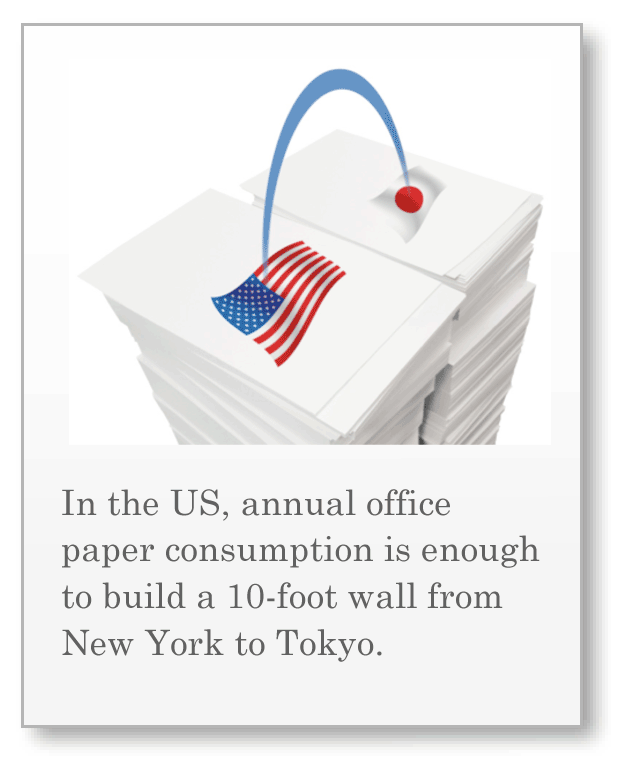 In the US, annual office
paper consumption is enough
to build a 10-foot wall from
New York to Tokyo.